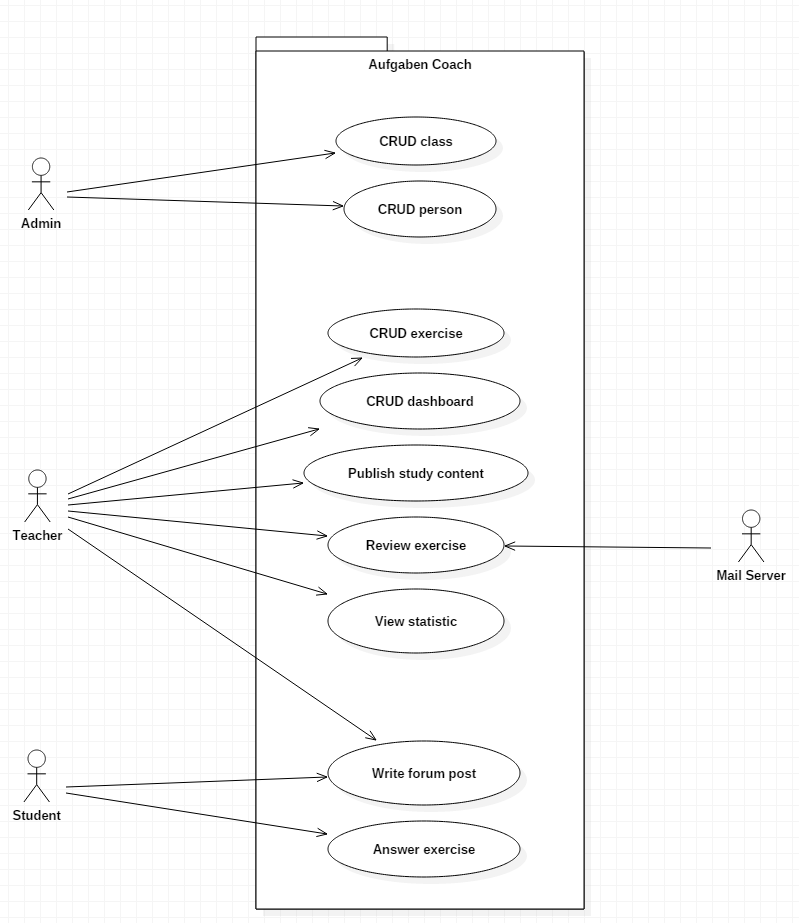 Aufgaben Coach
CRUD class
CRUD person
Admin
CRUD exercise
CRUD dashboard
Publish study content
Teacher
Review exercise
Mail Server
View statistic
Write forum post
Student
Answer exercise